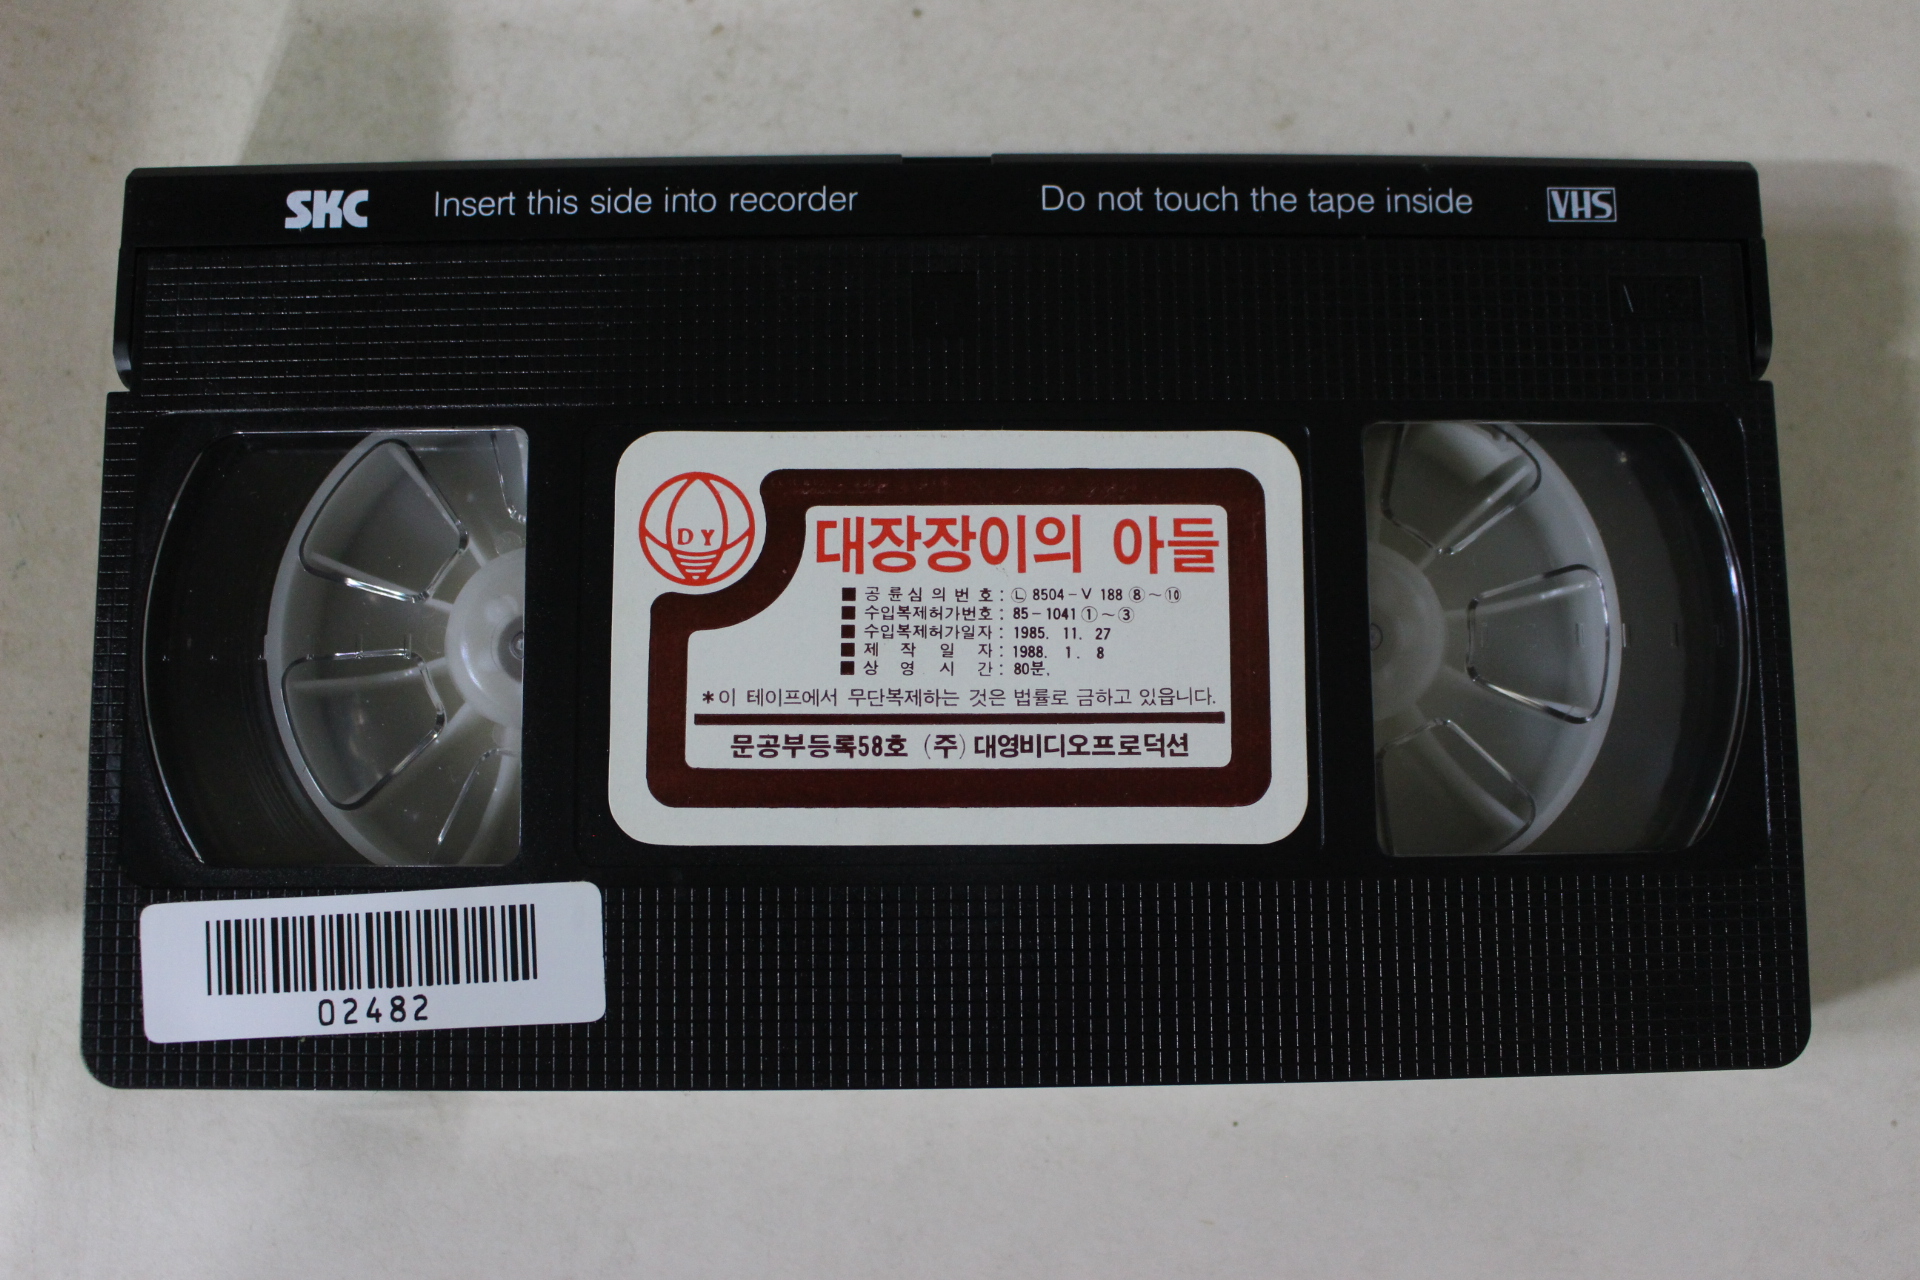 SKC Insert this side into recorder Do not touch the tape inside VHS
DY
대장장이의 아들
■ 공륜심의번호: Ⓛ 8504-V 188 ⑧~⑩
■ 수입복제허가번호: 85-1041 ①~③
■ 수입복제허가일자: 1985. 11. 27
■ 제작일자: 1988. 1. 8
■ 상영시간: 80분.
*이 테이프에서 무단복제하는 것은 법률로 금하고 있읍니다.
문공부등록58호 (주) 대영비디오프로덕션
02482